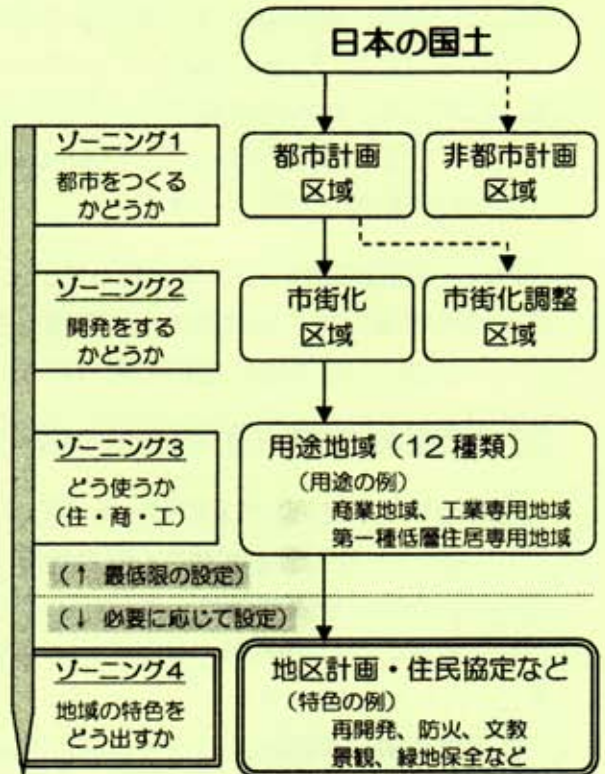 日本の国土
ゾーニング1
都市をつくる
かどうか
都市計画
区域
非都市計画
区域
ゾーニング2
開発をする
かどうか
市街化
区域
市街化調整
区域
ゾーニング3
どう使うか
(住・商・工)
用途地域(12種類)
(用途の例)
商業地域、工業専用地域
第一種低層住居専用地域
(↑ 最低限の設定)
(↓ 必要に応じて設定)
ゾーニング4
地域の特色を
どう出すか
地区計画・住民協定など
(特色の例)
再開発、防火、文教
景観、緑地保全など